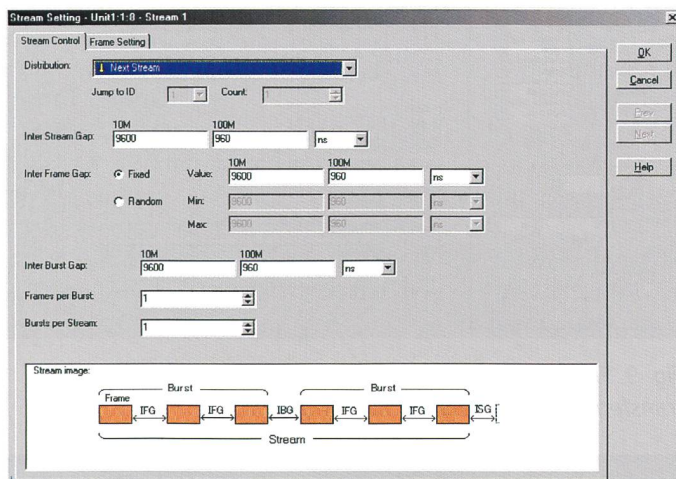 Stream Setting - Unit1:1:8 - Stream 1
Stream Control Frame Setting
OK
Cancel
Prev
Next
Help
Distribution: Next Stream
Jump to ID 1 Count: 1
10M 100M
Inter Stream Gap: 9600 960 ns
10M 100M
Inter Frame Gap: Fixed Value: 9600 960 ns
Random Min: 9600 960 ns
Max: 9600 960 ns
10M 100M
Inter Burst Gap: 9600 960 ns
Frames per Burst: 1
Bursts per Stream: 1
Stream image:
Burst Burst
Frame
IFG IFG IBG IFG IFG ISG
Stream